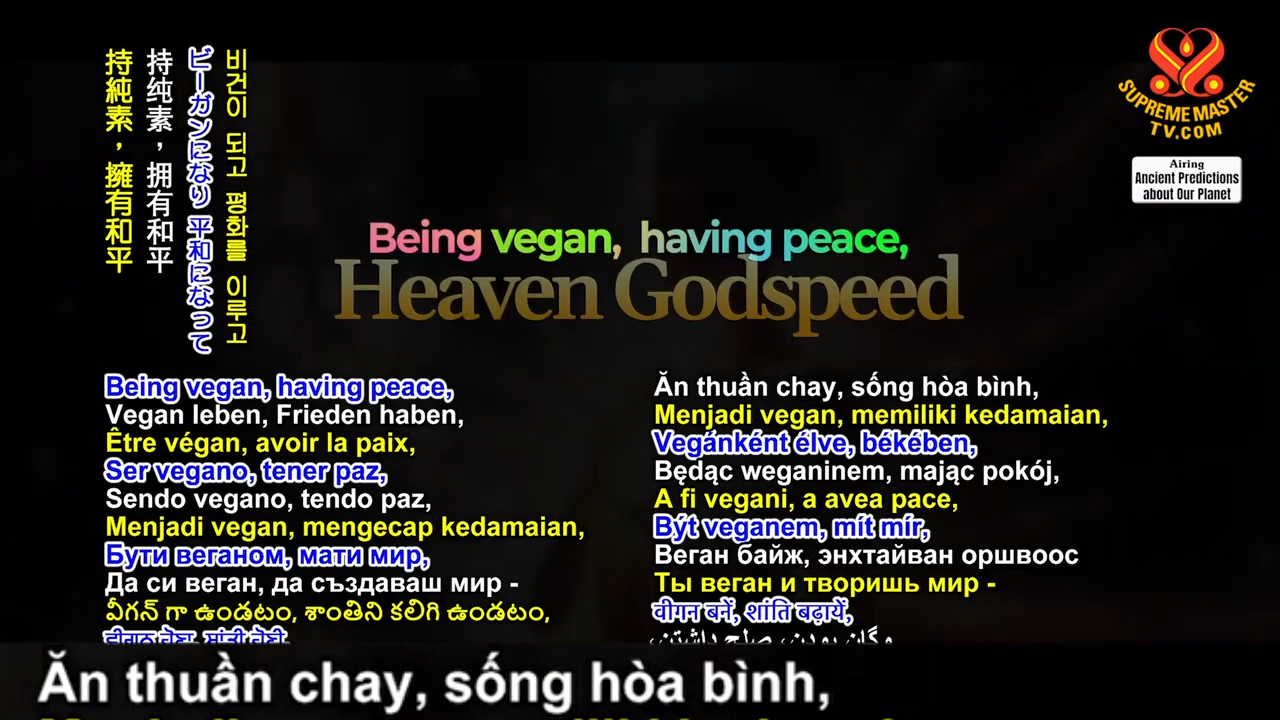 持純素，擁有和平
持纯素，拥有和平
ビーガンになり 平和になって
비건이 되고 평화를 이루고
SUPREME MASTER
TV.COM
Airing
Ancient Predictions
about Our Planet
Being vegan, having peace,
Heaven Godspeed
Being vegan, having peace,
Vegan leben, Frieden haben,
Être végan, avoir la paix,
Ser vegano, tener paz,
Sendo vegano, tendo paz,
Menjadi vegan, mengecap kedamaian,
Бути веганом, мати мир,
Да си веган, да създаваш мир -
వీగన్ గా ఉండటం, శాంతిని కలిగి ఉండటం,
Ăn thuần chay, sống hòa bình,
Menjadi vegan, memiliki kedamaian,
Vegánként élve, békében,
Będąc weganinem, mając pokój,
A fi vegani, a avea pace,
Být veganem, mít mír,
Веган байж, энхтайван оршвоос
Ты веган и творишь мир -
वीगन बनें, शांति बढ़ायें,
وگان بودن، صلح داشتن،
Ăn thuần chay, sống hòa bình,